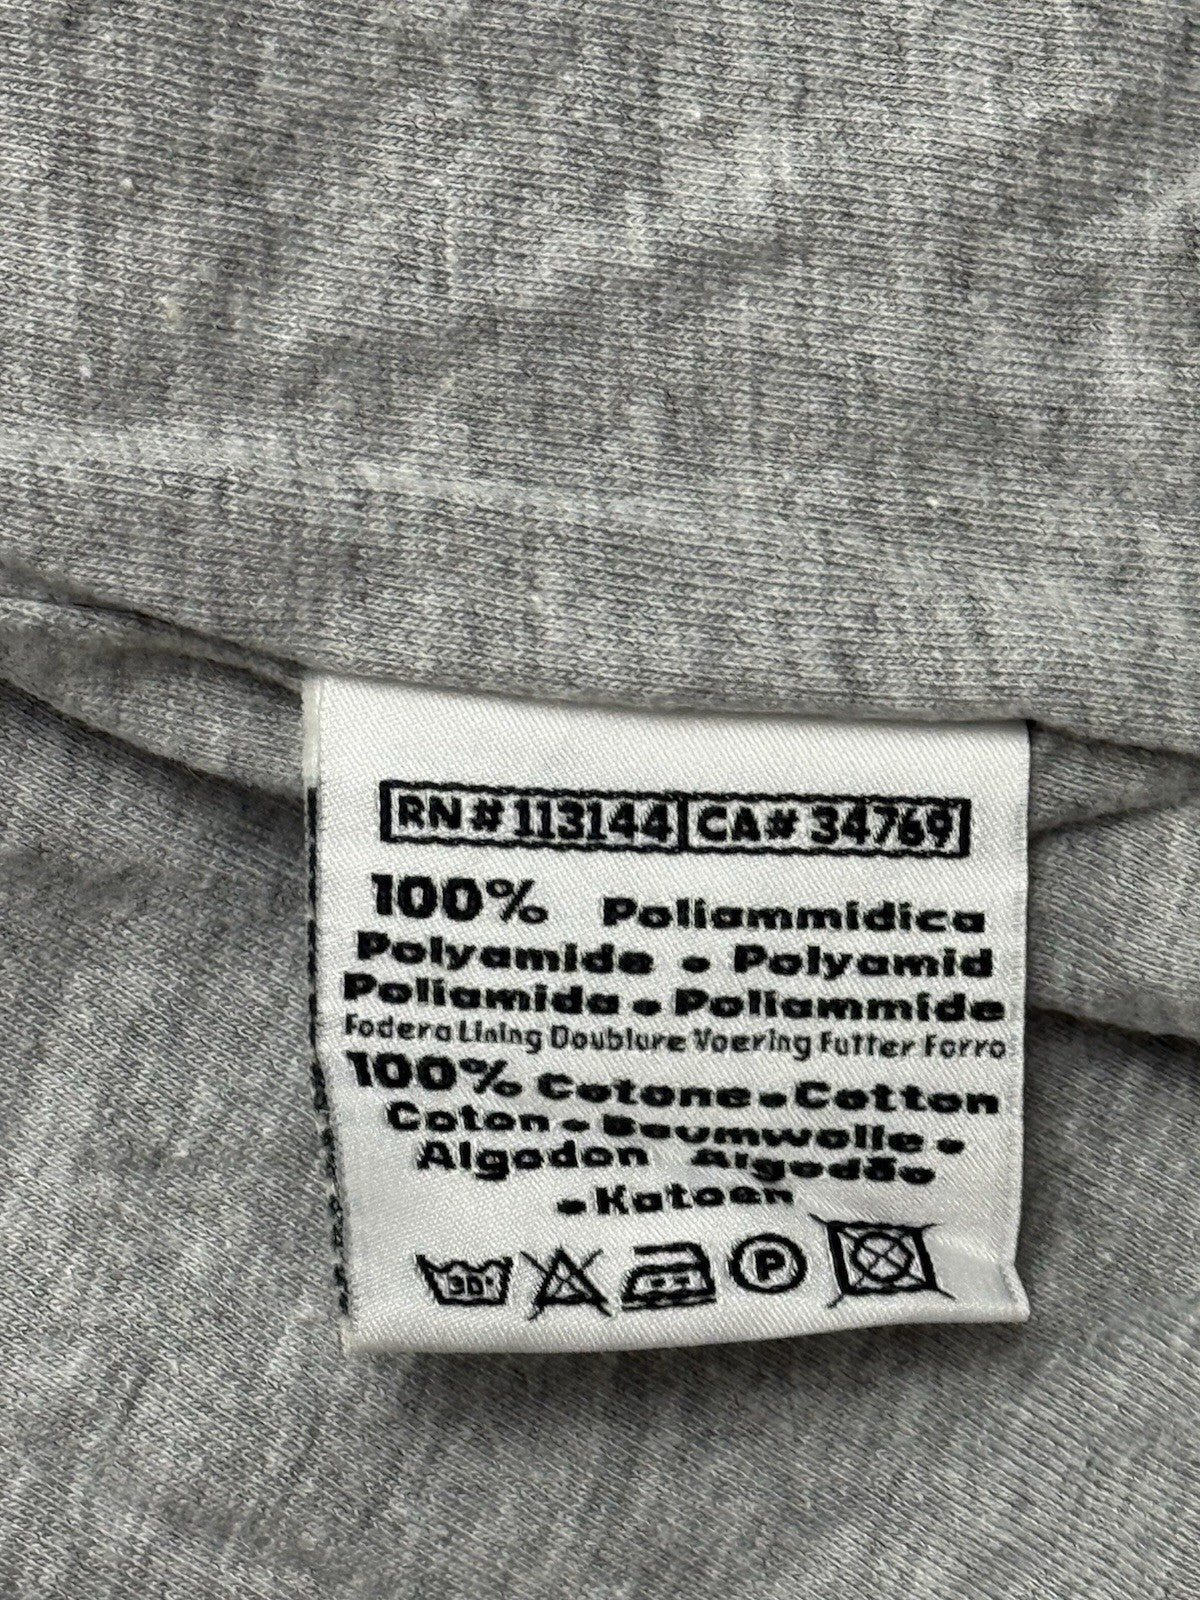 RN# 113144 CA# 34769
100% Poliammidica
Polyamide - Polyamid
Poliamida - Poliammide
Fodera Lining Doublure Voering Futter Forro
100% Cotone - Cotton
Coton - Baumwolle -
Algodon Algodão
- Katoen
30°
P